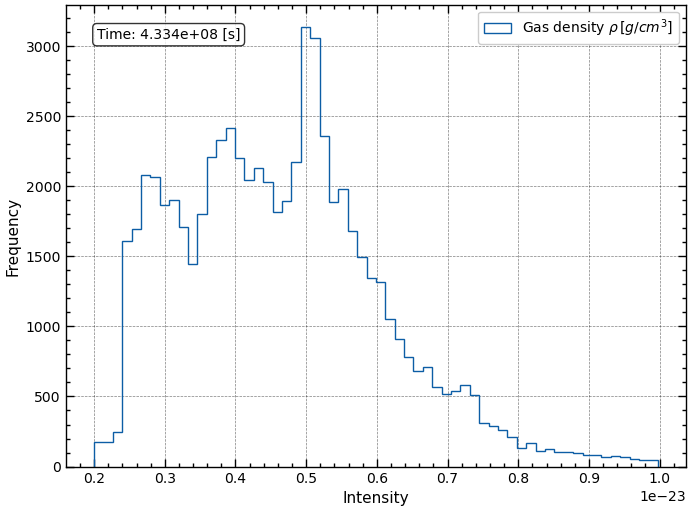 Time: 4.334e+08 [s]
Gas density ρ [g/cm³]
Frequency
3000
2500
2000
1500
1000
500
0
0.2 0.3 0.4 0.5 0.6 0.7 0.8 0.9 1.0
1e−23
Intensity